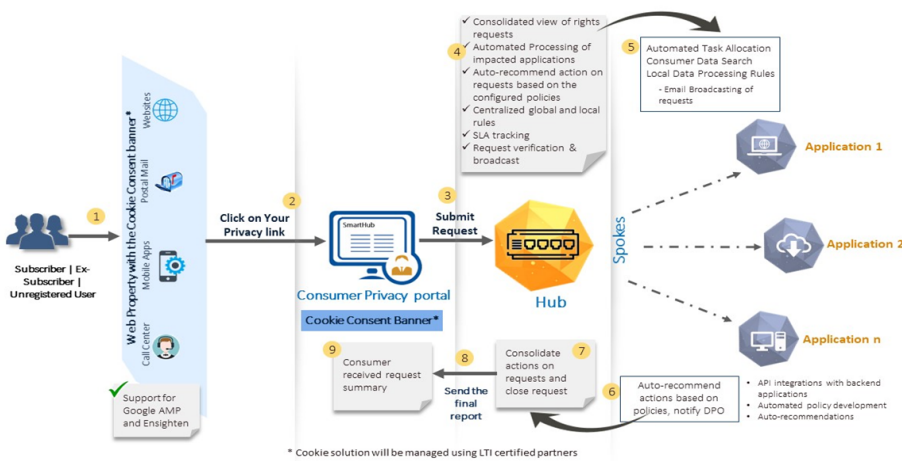 1
Subscriber | Ex-
Subscriber |
Unregistered User
Web Property with the Cookie Consent banner*
Websites
Postal Mail
Mobile Apps
Call Center
Support for
Google AMP
and Ensighten
2
Click on Your
Privacy link
SmartHub
Consumer Privacy portal
Cookie Consent Banner*
3
Submit
Request
Hub
4
✓ Consolidated view of rights
requests
✓ Automated Processing of
impacted applications
✓ Auto-recommend action on
requests based on the
configured policies
✓ Centralized global and local
rules
✓ SLA tracking
✓ Request verification &
broadcast
5
Automated Task Allocation
Consumer Data Search
Local Data Processing Rules
- Email Broadcasting of
requests
Spokes
Application 1
Application 2
Application n
• API integrations with backend
applications
• Automated policy development
• Auto-recommendations
6
Auto-recommend
actions based on
policies, notify DPO
7
Consolidate
actions on
requests and
close request
8
Send the
final
report
9
Consumer
received request
summary
* Cookie solution will be managed using LTI certified partners